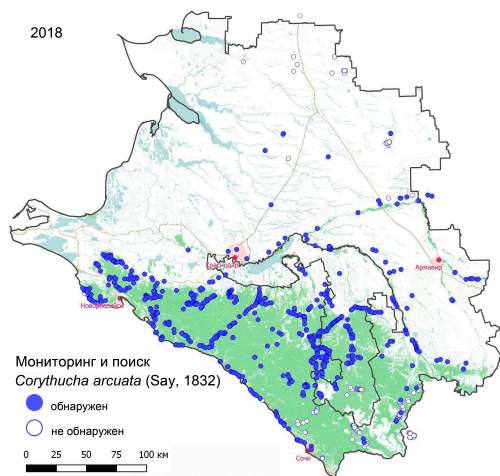 2018
Краснодар
Армавир
Новороссийск
Мониторинг и поиск
Corythucha arcuata (Say, 1832)
обнаружен
не обнаружен
0 25 50 75 100 км
Сочи